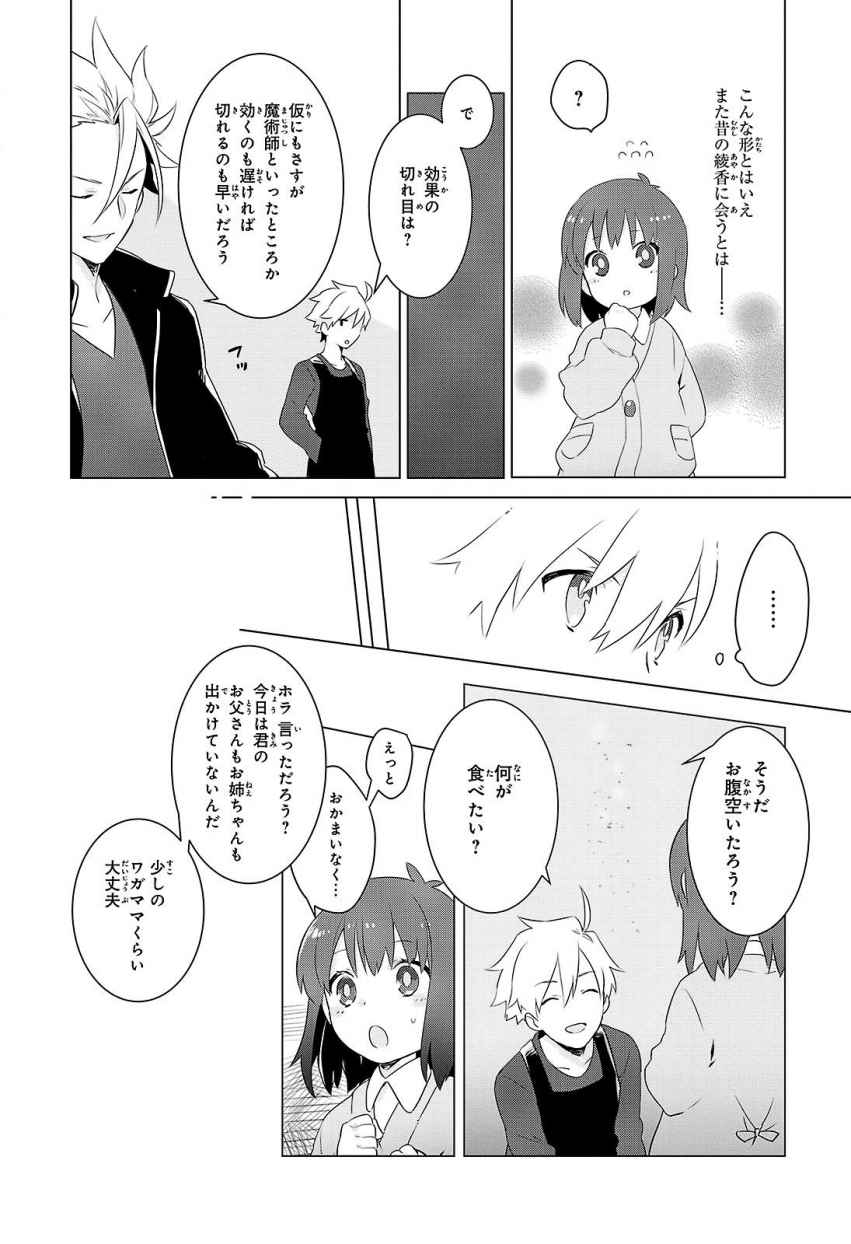 こんな形とはいえ
また昔の綾香に会うとは
――…
？
で
効果の
切れ目は？
仮にもさすが
魔術師といったところか
効くのも遅ければ
切れるのも早いだろう
フッ
……
そうだ
お腹空いたろう？
何が
食べたい？
えっと
おかまいなく…
ホラ 言っただろう？
今日は君の
お父さんもお姉ちゃんも
出かけていないんだ
少しの
ワガママくらい
大丈夫